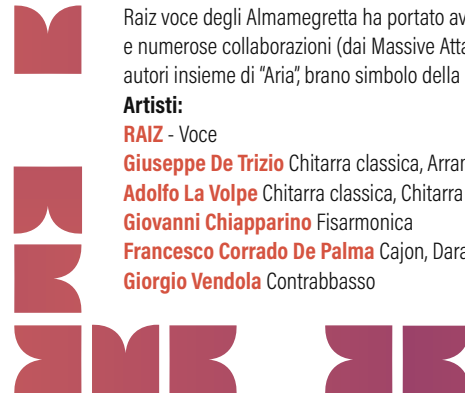 Raiz voce degli Almamegretta ha portato av
e numerose collaborazioni (dai Massive Atta
autori insieme di “Aria”, brano simbolo della
Artisti:
RAIZ - Voce
Giuseppe De Trizio Chitarra classica, Arran
Adolfo La Volpe Chitarra classica, Chitarra
Giovanni Chiapparino Fisarmonica
Francesco Corrado De Palma Cajon, Dara
Giorgio Vendola Contrabbasso